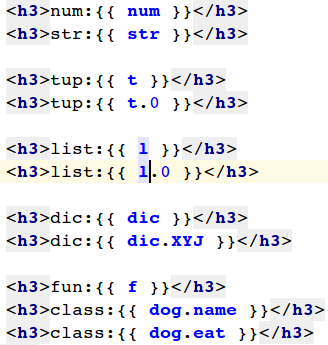 <h3>num:{{ num }}</h3>
<h3>str:{{ str }}</h3>
<h3>tup:{{ t }}</h3>
<h3>tup:{{ t.0 }}</h3>
<h3>list:{{ l }}</h3>
<h3>list:{{ l.0 }}</h3>
<h3>dic:{{ dic }}</h3>
<h3>dic:{{ dic.XYJ }}</h3>
<h3>fun:{{ f }}</h3>
<h3>class:{{ dog.name }}</h3>
<h3>class:{{ dog.eat }}</h3>